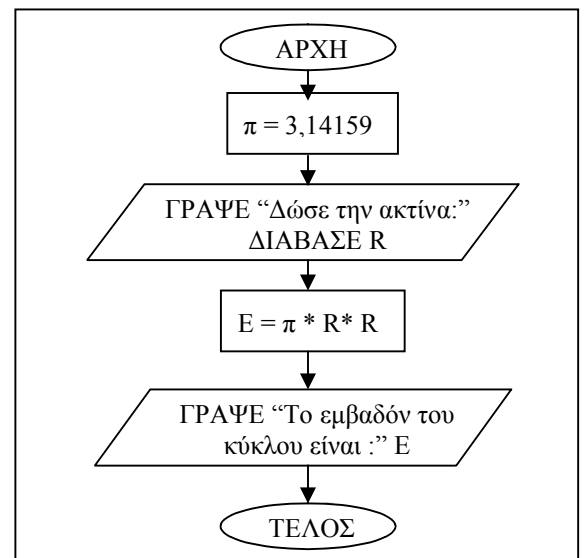 ΑΡΧΗ
π = 3,14159
ΓΡΑΨΕ “Δώσε την ακτίνα:”
ΔΙΑΒΑΣΕ R
Ε = π * R* R
ΓΡΑΨΕ “Το εμβαδόν του
κύκλου είναι :” Ε
ΤΕΛΟΣ